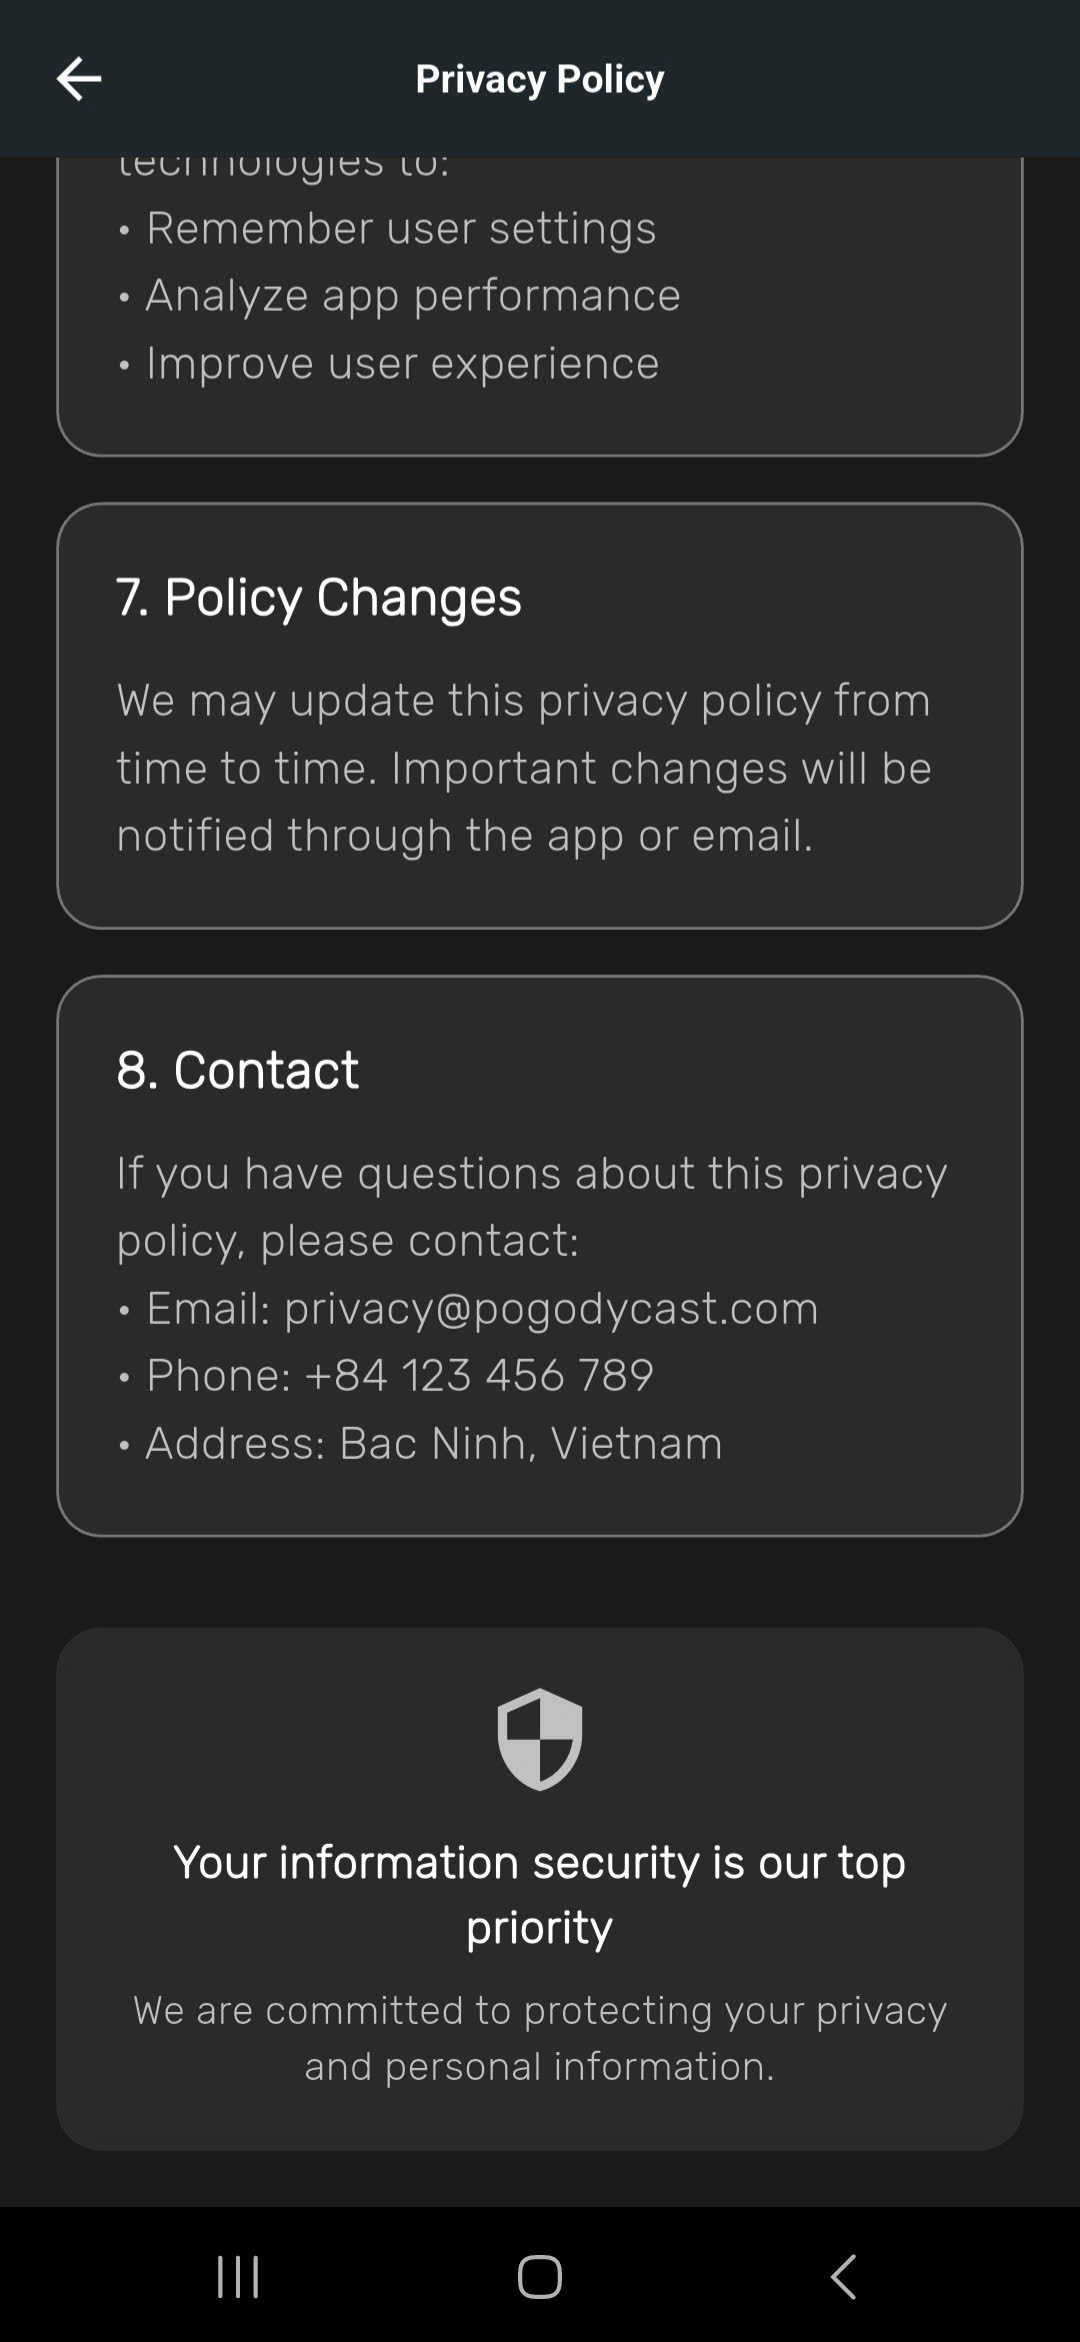 Privacy Policy
technologies to:
• Remember user settings
• Analyze app performance
• Improve user experience
7. Policy Changes
We may update this privacy policy from
time to time. Important changes will be
notified through the app or email.
8. Contact
If you have questions about this privacy
policy, please contact:
• Email: privacy@pogodycast.com
• Phone: +84 123 456 789
• Address: Bac Ninh, Vietnam
Your information security is our top
priority
We are committed to protecting your privacy
and personal information.